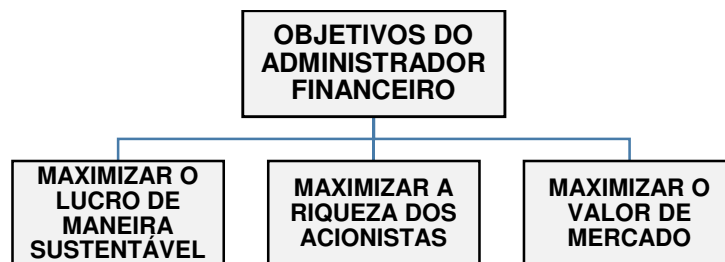 OBJETIVOS DO
ADMINISTRADOR
FINANCEIRO
MAXIMIZAR O
LUCRO DE
MANEIRA
SUSTENTÁVEL
MAXIMIZAR A
RIQUEZA DOS
ACIONISTAS
MAXIMIZAR O
VALOR DE
MERCADO